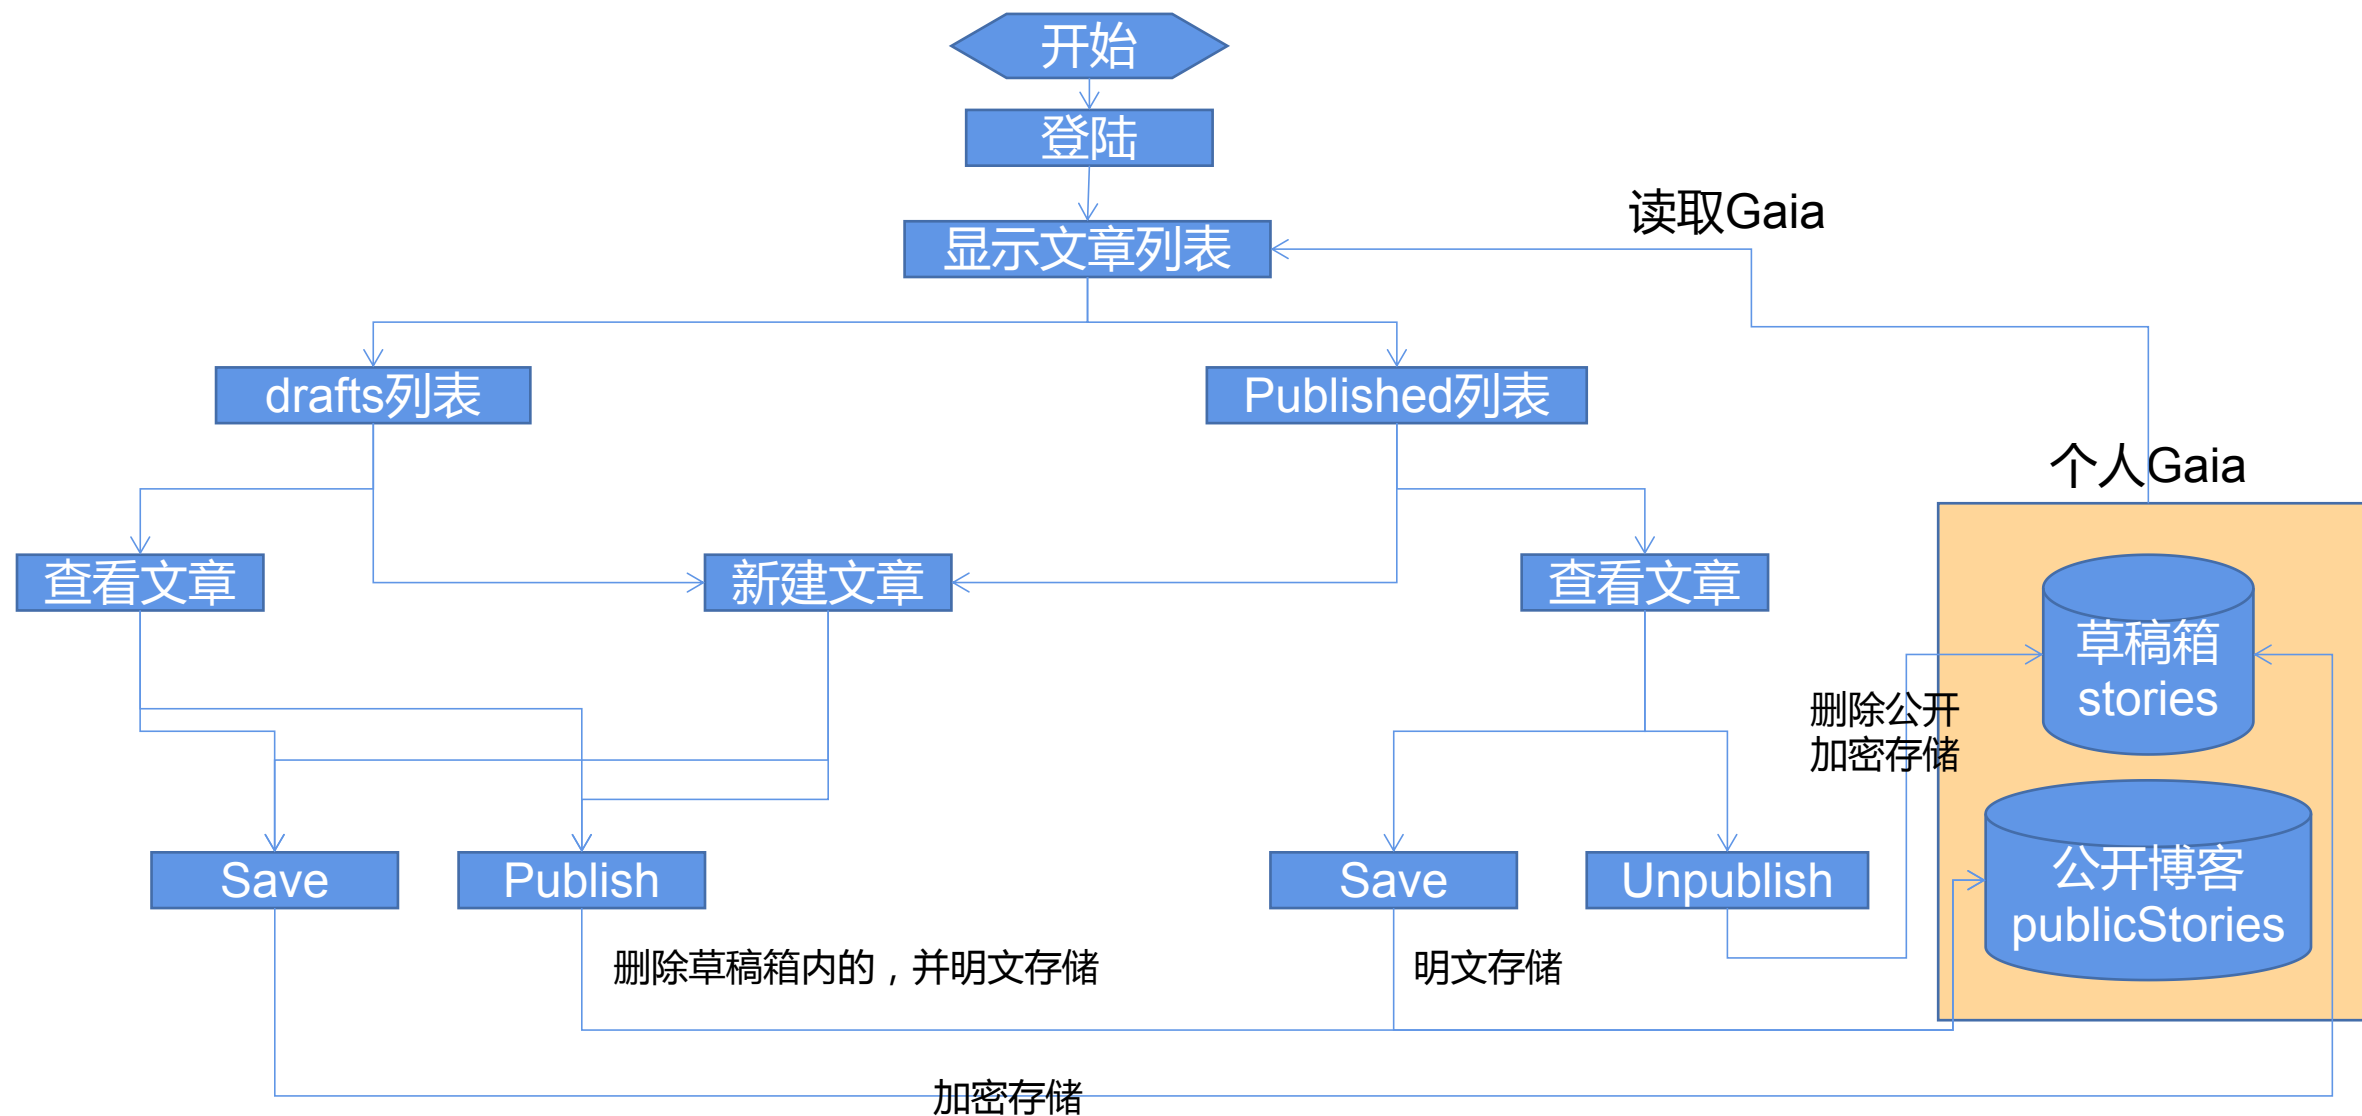 开始
登陆
读取Gaia
显示文章列表
drafts列表
Published列表
个人Gaia
查看文章
新建文章
查看文章
草稿箱
stories
删除公开
加密存储
公开博客
publicStories
Save
Publish
Save
Unpublish
删除草稿箱内的，并明文存储
明文存储
加密存储